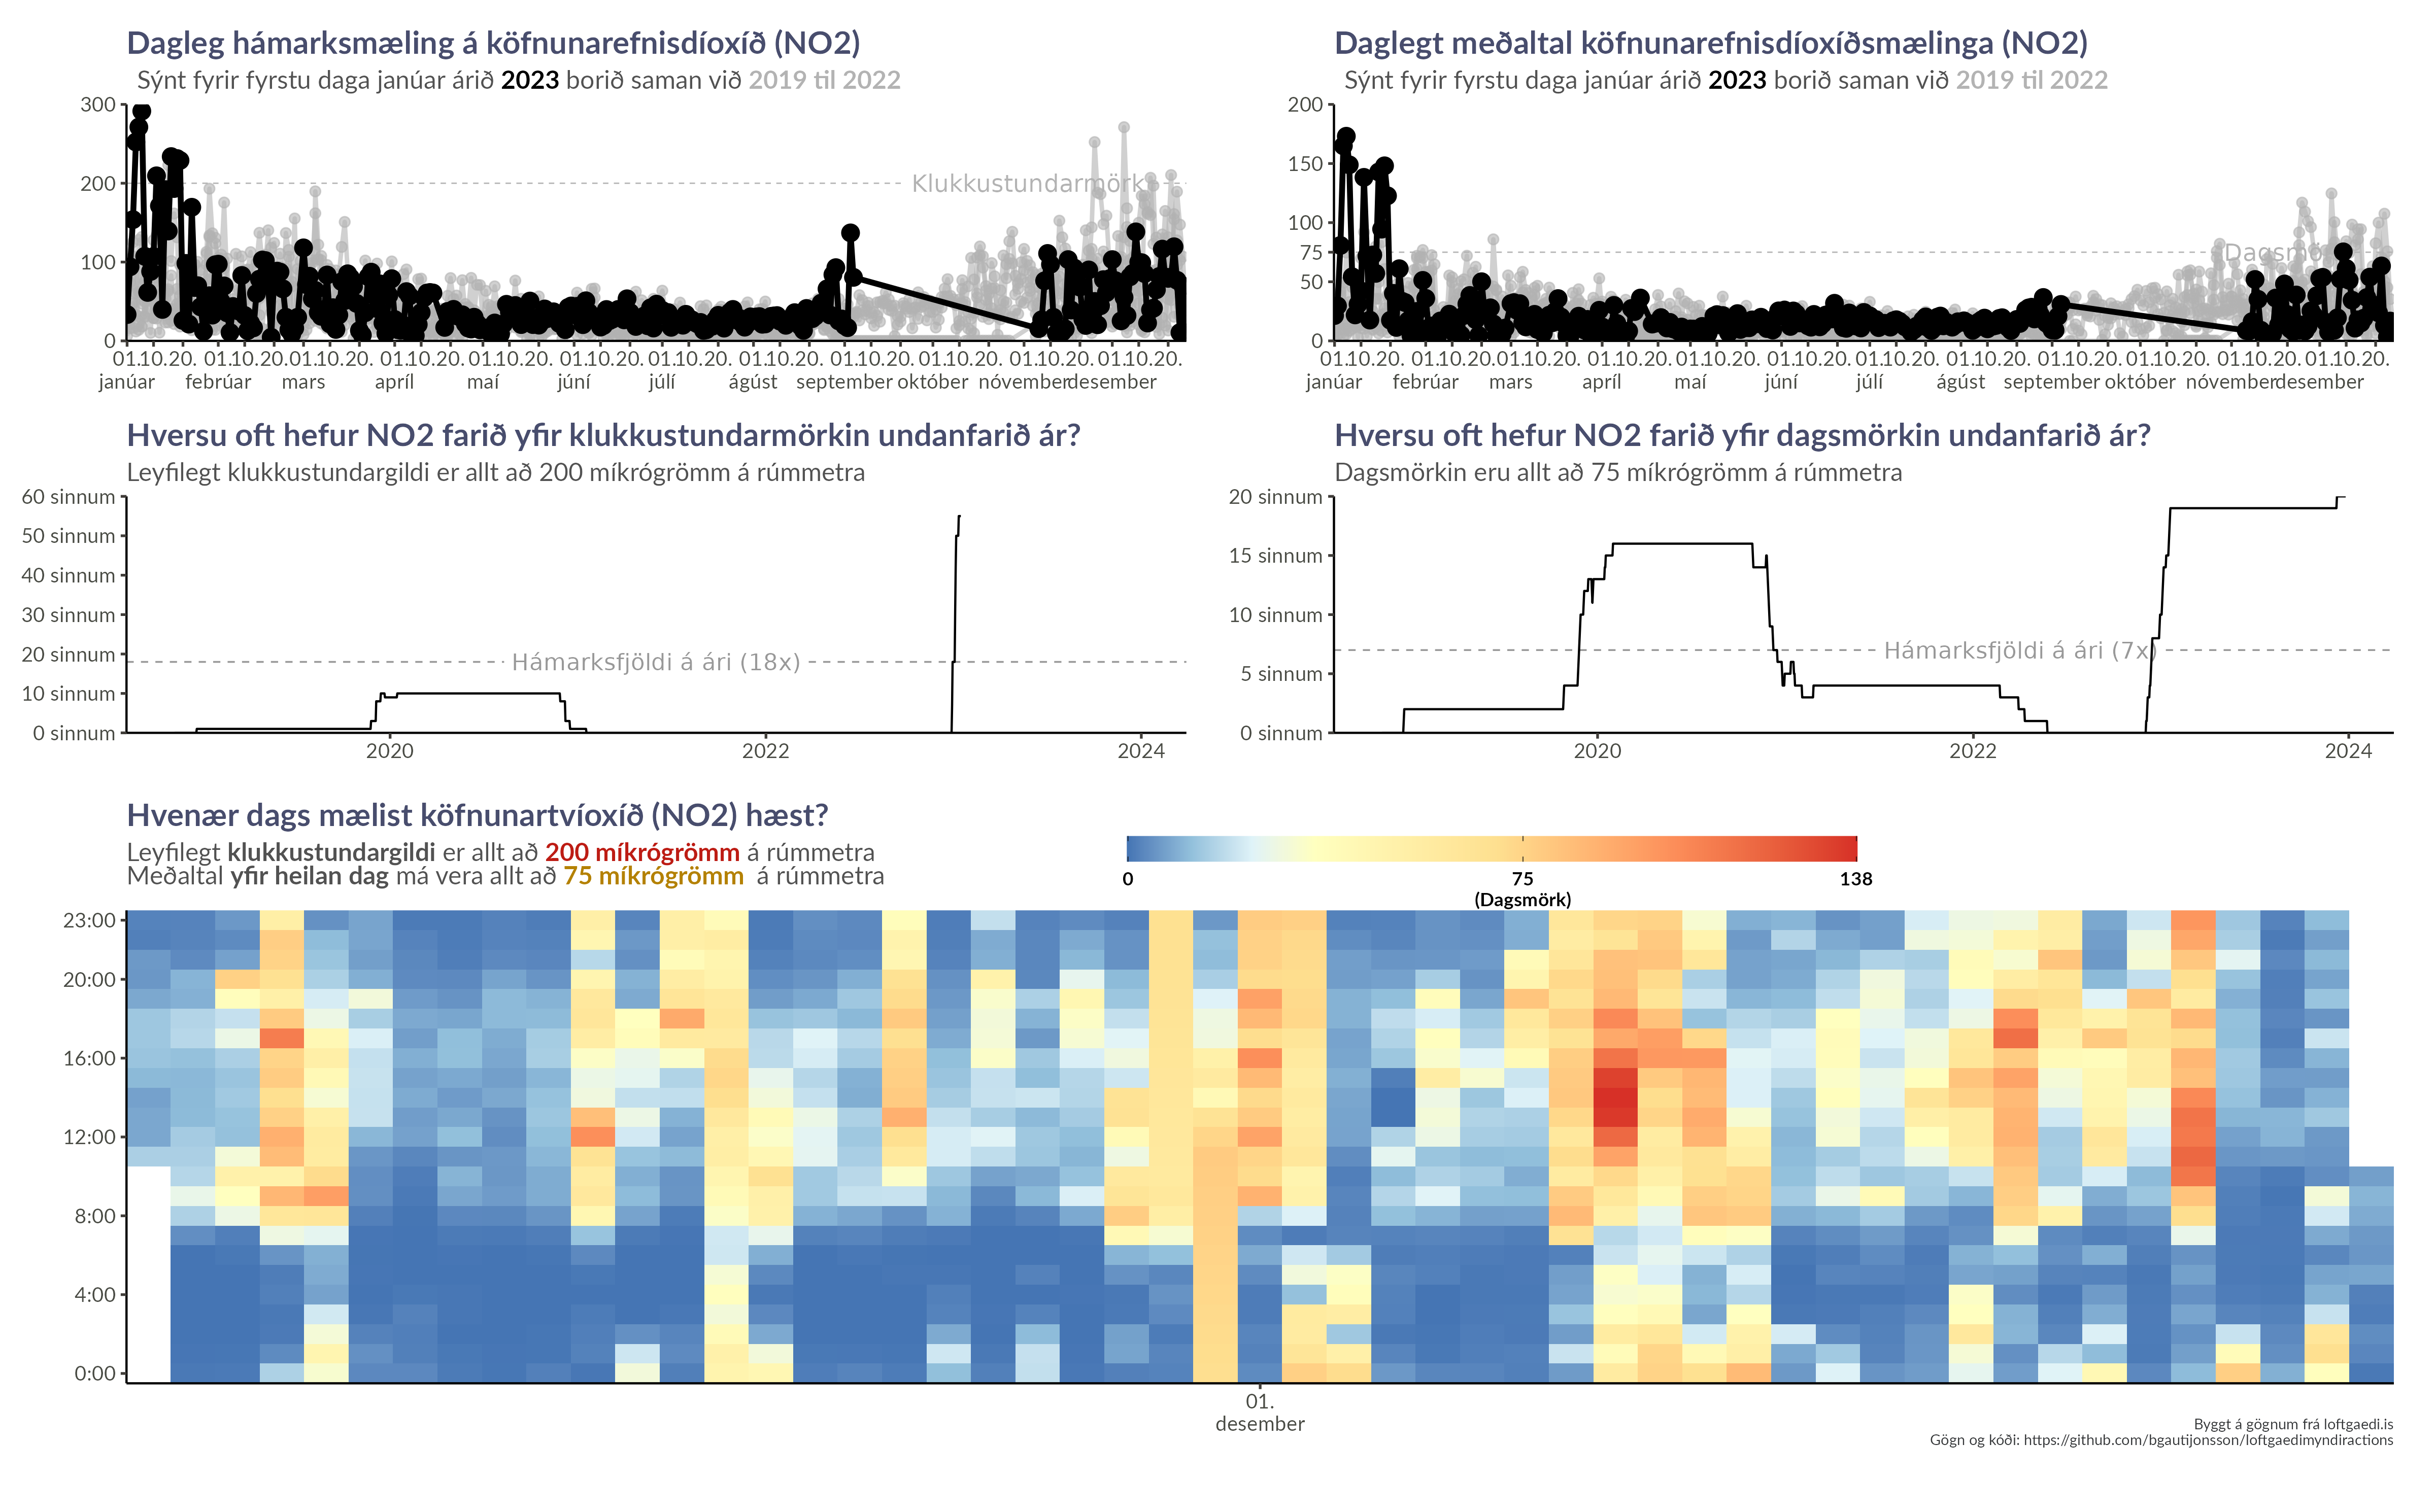 Dagleg hámarksmæling á köfnunarefnisdíoxíð (NO2)
Sýnt fyrir fyrstu daga janúar árið 2023 borið saman við 2019 til 2022
300
200
100
0
Klukkustundarmörk
01.10.20. 01.10.20. 01.10.20. 01.10.20. 01.10.20. 01.10.20. 01.10.20. 01.10.20. 01.10.20. 01.10.20. 01.10.20. 01.10.20.
janúar febrúar mars apríl maí júní júlí ágúst september október nóvember desember
Daglegt meðaltal köfnunarefnisdíoxíðsmælinga (NO2)
Sýnt fyrir fyrstu daga janúar árið 2023 borið saman við 2019 til 2022
200
150
100
75
50
0
01.10.20. 01.10.20. 01.10.20. 01.10.20. 01.10.20. 01.10.20. 01.10.20. 01.10.20. 01.10.20. 01.10.20. 01.10.20. 01.10.20.
janúar febrúar mars apríl maí júní júlí ágúst september október nóvember desember
Hversu oft hefur NO2 farið yfir klukkustundarmörkin undanfarið ár?
Leyfilegt klukkustundargildi er allt að 200 míkrógrömm á rúmmetra
60 sinnum
50 sinnum
40 sinnum
30 sinnum
20 sinnum
10 sinnum
0 sinnum
Hámarksfjöldi á ári (18x)
2020 2022 2024
Hversu oft hefur NO2 farið yfir dagsmörkin undanfarið ár?
Dagsmörkin eru allt að 75 míkrógrömm á rúmmetra
20 sinnum
15 sinnum
10 sinnum
5 sinnum
0 sinnum
Hámarksfjöldi á ári (7x)
2020 2022 2024
Hvenær dags mælist köfnunartvíoxíð (NO2) hæst?
Leyfilegt klukkustundargildi er allt að 200 míkrógrömm á rúmmetra
Meðaltal yfir heilan dag má vera allt að 75 míkrógrömm á rúmmetra
0 75 138
(Dagsmörk)
23:00
20:00
16:00
12:00
8:00
4:00
0:00
01.
desember
Byggt á gögnum frá loftgaedi.is
Gögn og kóði: https://github.com/bgautijonsson/loftgaedimyndiractions